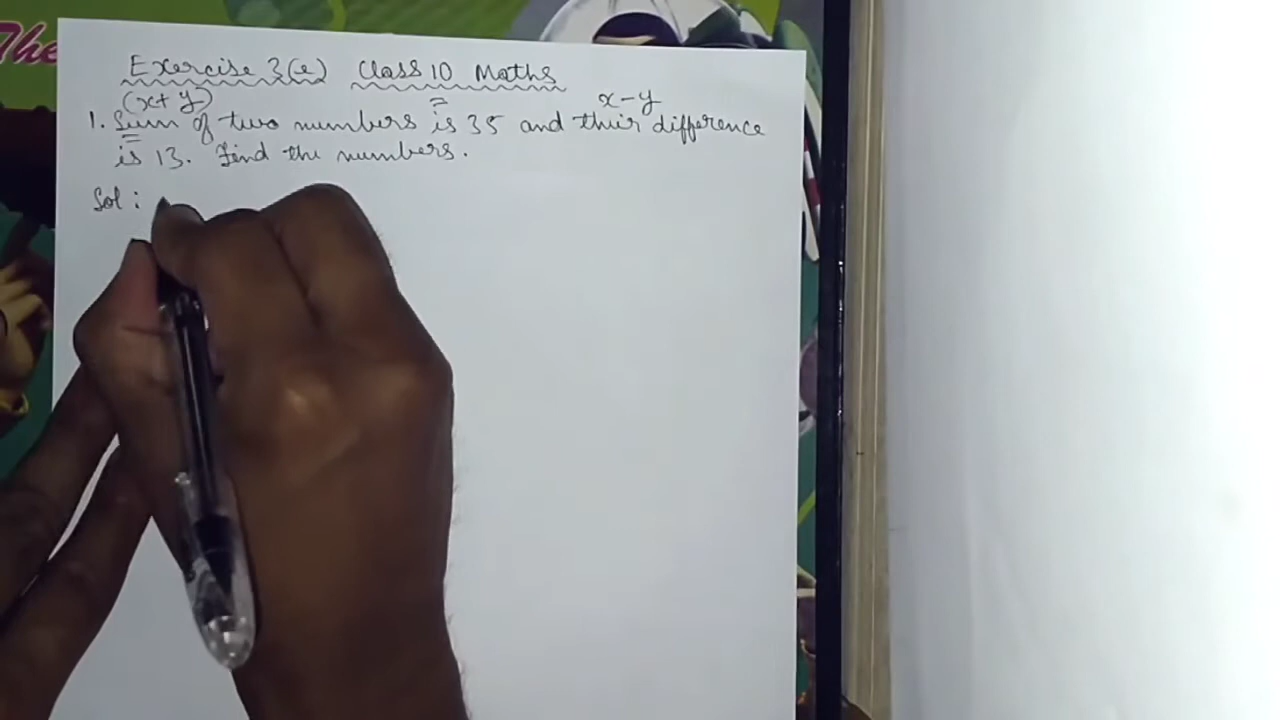 The
Exercise 3(e) Class 10 Maths
(x+y) x-y
1. Sum of two numbers is 35 and their difference
is 13. Find the numbers.
Sol :